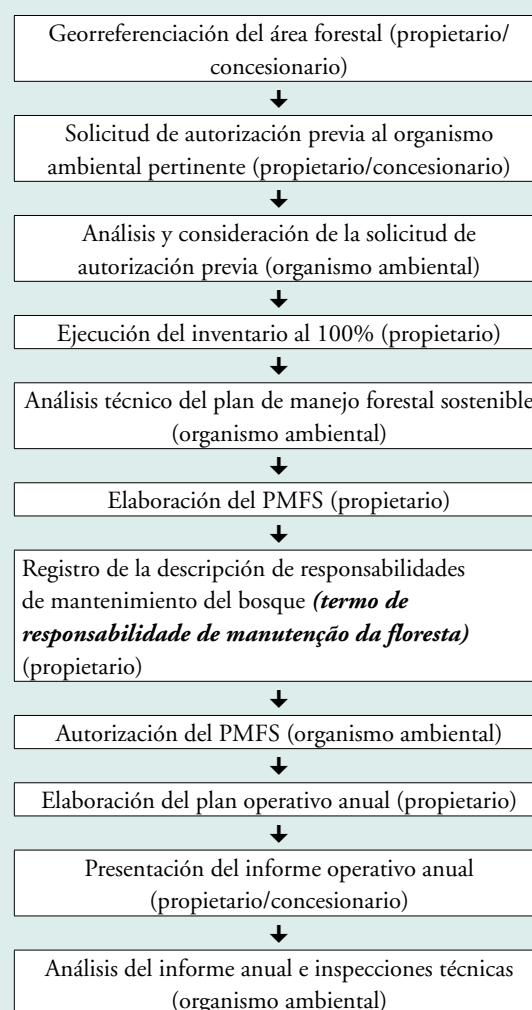 Georreferenciación del área forestal (propietario/
concesionario)
Solicitud de autorización previa al organismo
ambiental pertinente (propietario/concesionario)
Análisis y consideración de la solicitud de
autorización previa (organismo ambiental)
Ejecución del inventario al 100% (propietario)
Análisis técnico del plan de manejo forestal sostenible
(organismo ambiental)
Elaboración del PMFS (propietario)
Registro de la descripción de responsabilidades
de mantenimiento del bosque (termo de
responsabilidade de manutenção da floresta)
(propietario)
Autorización del PMFS (organismo ambiental)
Elaboración del plan operativo anual (propietario)
Presentación del informe operativo anual
(propietario/concesionario)
Análisis del informe anual e inspecciones técnicas
(organismo ambiental)